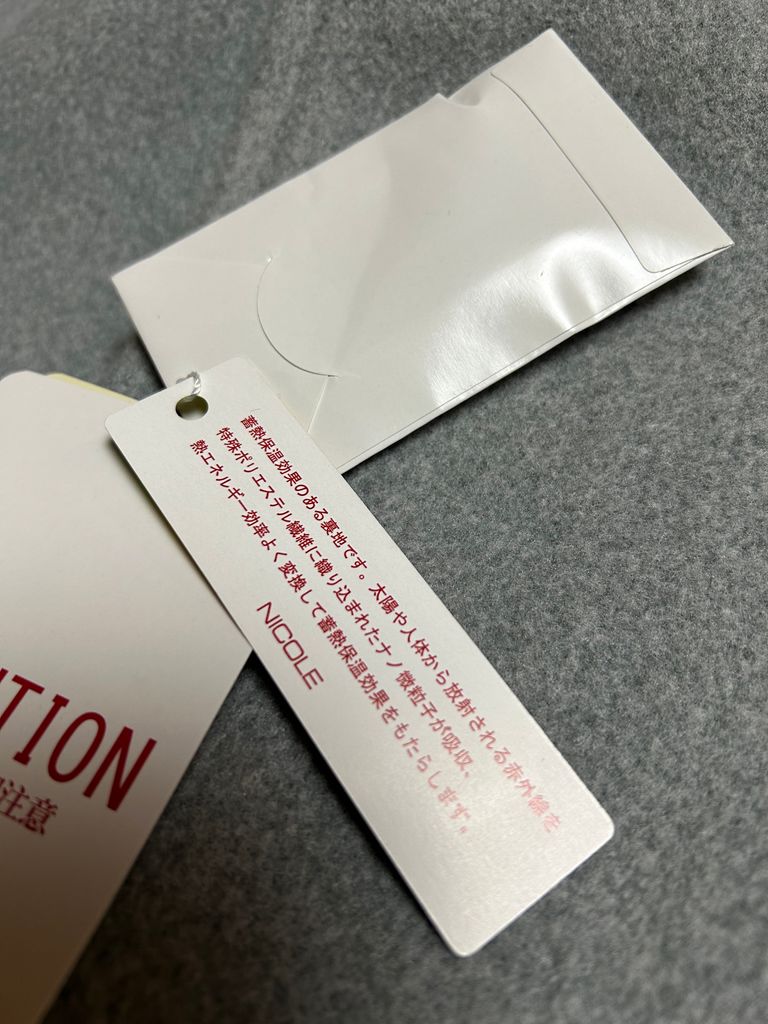 蓄熱保温効果のある裏地です。太陽や人体から放射される赤外線を
特殊ポリエステル繊維に織り込まれたナノ微粒子が吸収、
熱エネルギー効率よく変換して蓄熱保温効果をもたらします。
NICOLE
TION
注意